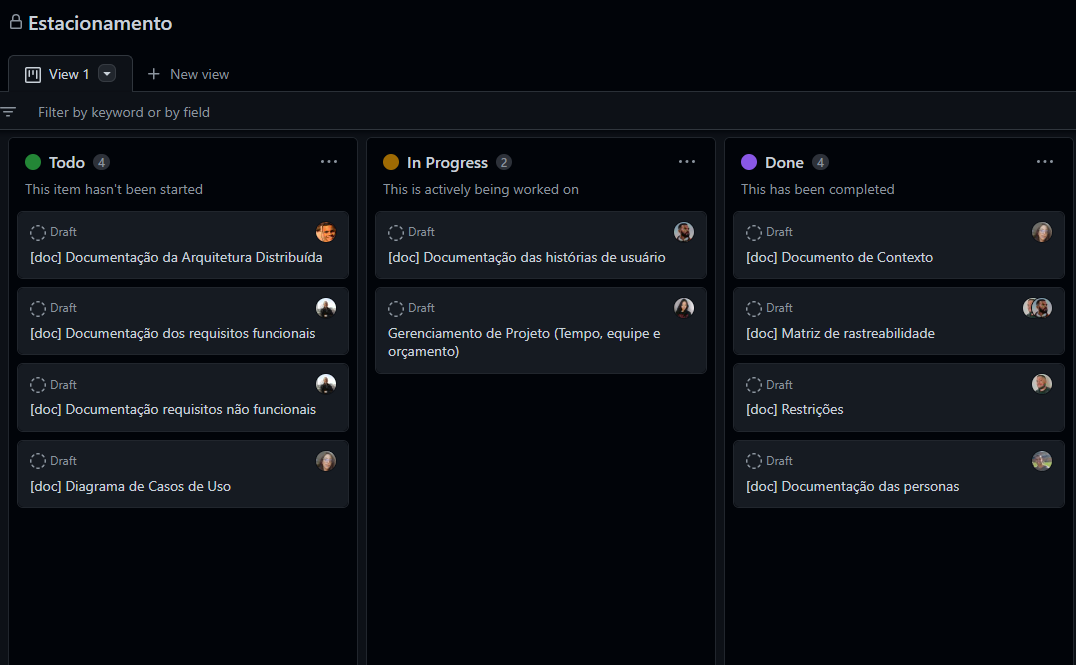 Estacionamento
View 1
New view
Filter by keyword or by field
Todo 4
This item hasn't been started
Draft
[doc] Documentação da Arquitetura Distribuída
Draft
[doc] Documentação dos requisitos funcionais
Draft
[doc] Documentação requisitos não funcionais
Draft
[doc] Diagrama de Casos de Uso
In Progress 2
This is actively being worked on
Draft
[doc] Documentação das histórias de usuário
Draft
Gerenciamento de Projeto (Tempo, equipe e
orçamento)
Done 4
This has been completed
Draft
[doc] Documento de Contexto
Draft
[doc] Matriz de rastreabilidade
Draft
[doc] Restrições
Draft
[doc] Documentação das personas